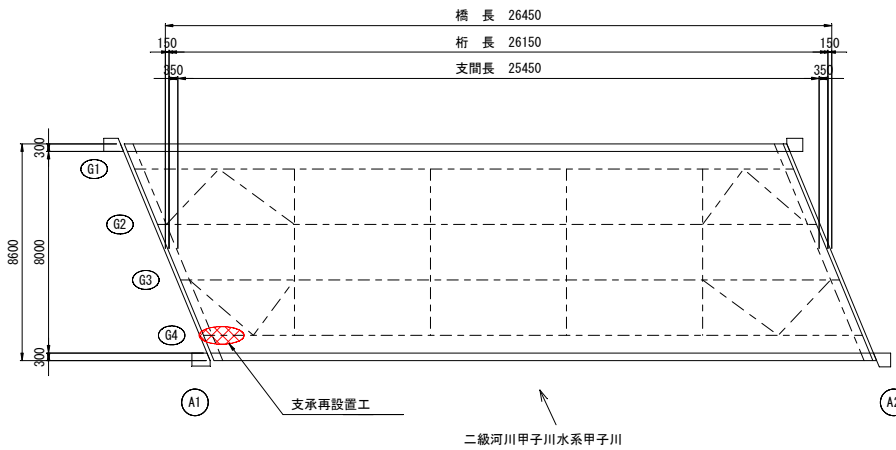 橋 長 26450
150 桁 長 26150 150
350 支間長 25450 350
300
G1
G2
8600 8000
G3
G4
300
A1
支承再設置工
A2
二級河川甲子川水系甲子川